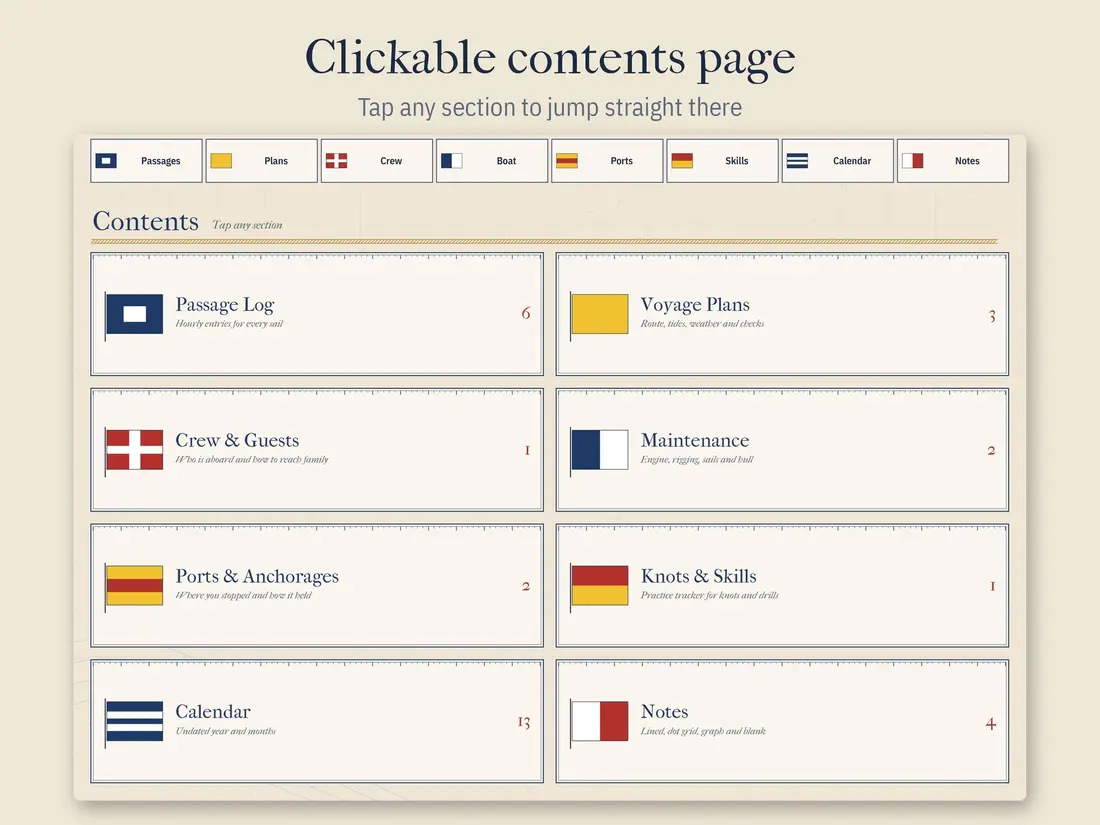 Clickable contents page
Tap any section to jump straight there
Passages
Plans
Crew
Boat
Ports
Skills
Calendar
Notes
Contents Tap any section
Passage Log
Hourly entries for every sail
6
Voyage Plans
Route, tides, weather and checks
3
Crew & Guests
Who is aboard and how to reach family
1
Maintenance
Engine, rigging, sails and hull
2
Ports & Anchorages
Where you stopped and how it held
2
Knots & Skills
Practice tracker for knots and drills
1
Calendar
Undated year and months
13
Notes
Lined, dot grid, graph and blank
4